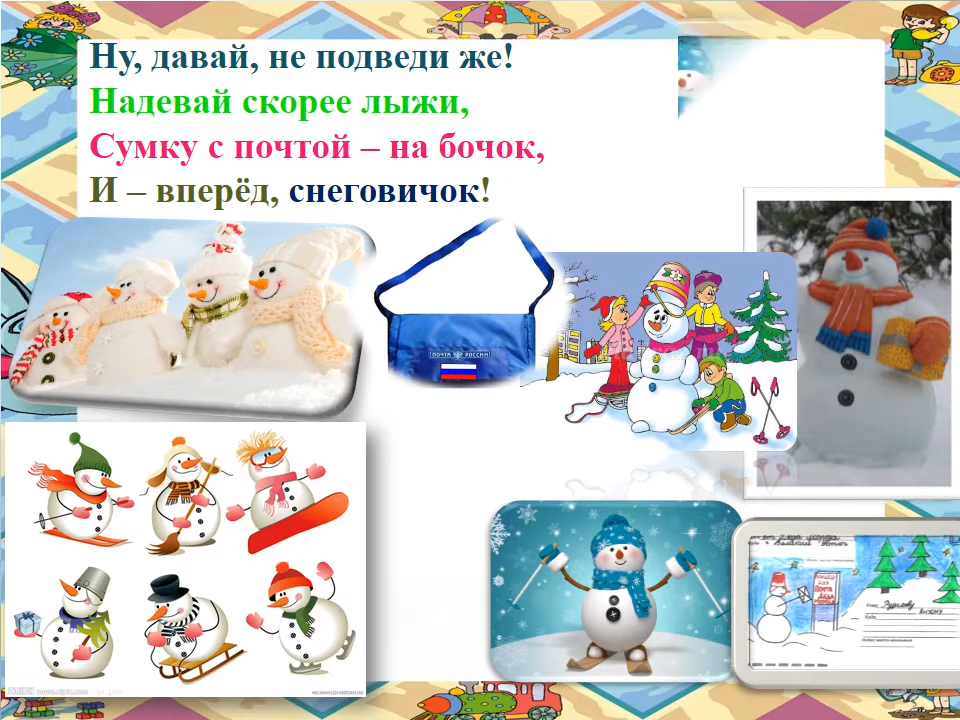 Ну, давай, не подведи же!
Надевай скорее лыжи,
Сумку с почтой – на бочок,
И – вперёд, снеговичок!
ПОЧТА РОССИИ